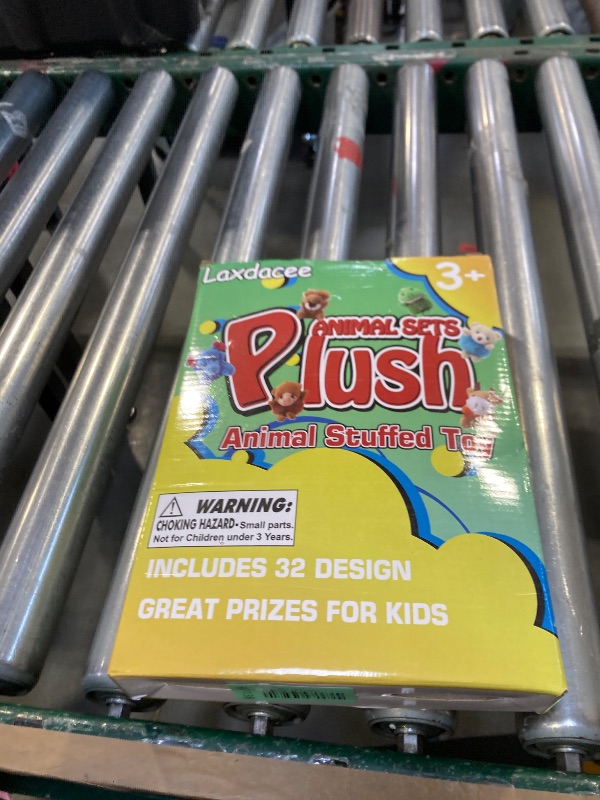 Laxdacee
3+
ANIMAL SETS
Plush
Animal Stuffed Toy
WARNING:
CHOKING HAZARD-Small parts.
Not for Children under 3 Years.
INCLUDES 32 DESIGN
GREAT PRIZES FOR KIDS